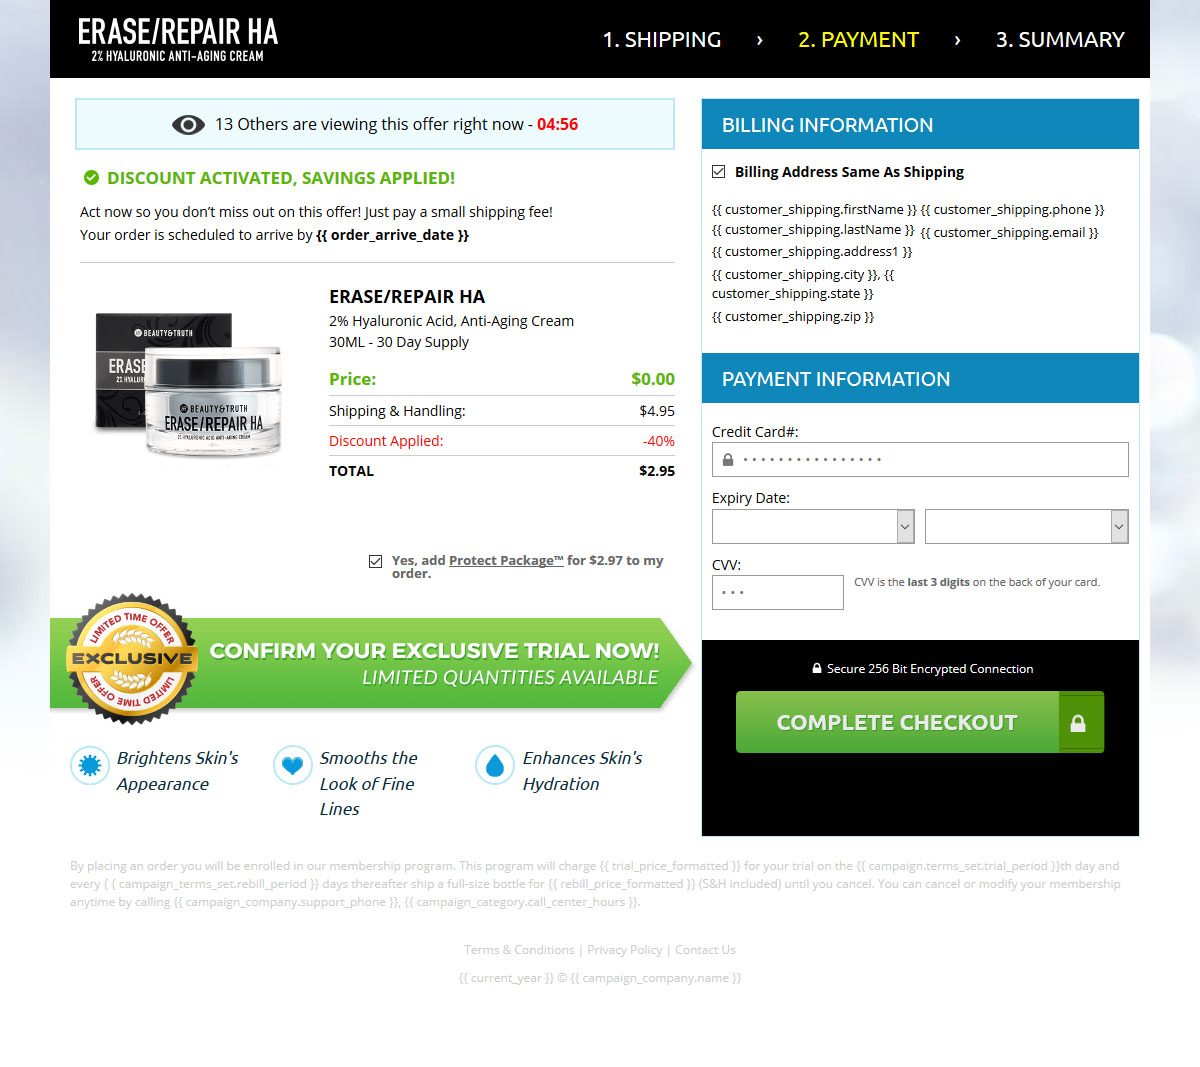 ERASE/REPAIR HA
2% HYALURONIC ANTI-AGING CREAM
1. SHIPPING › 2. PAYMENT › 3. SUMMARY
13 Others are viewing this offer right now - 04:56
DISCOUNT ACTIVATED, SAVINGS APPLIED!
Act now so you don’t miss out on this offer! Just pay a small shipping fee!
Your order is scheduled to arrive by {{ order_arrive_date }}
BEAUTY&TRUTH
ERASE
2% HYALUR
BEAUTY&TRUTH
ERASE/REPAIR HA
2% HYALURONIC ACID ANTI-AGING CREAM
ERASE/REPAIR HA
2% Hyaluronic Acid, Anti-Aging Cream
30ML - 30 Day Supply
Price: $0.00
Shipping & Handling: $4.95
Discount Applied: -40%
TOTAL $2.95
Yes, add Protect Package™ for $2.97 to my
order.
LIMITED TIME OFFER
EXCLUSIVE
LIMITED TIME OFFER
CONFIRM YOUR EXCLUSIVE TRIAL NOW!
LIMITED QUANTITIES AVAILABLE
Brightens Skin's
Appearance
Smooths the
Look of Fine
Lines
Enhances Skin's
Hydration
BILLING INFORMATION
Billing Address Same As Shipping
{{ customer_shipping.firstName }} {{ customer_shipping.phone }}
{{ customer_shipping.lastName }} {{ customer_shipping.email }}
{{ customer_shipping.address1 }}
{{ customer_shipping.city }}, {{
customer_shipping.state }}
{{ customer_shipping.zip }}
PAYMENT INFORMATION
Credit Card#:
• • • • • • • • • • • • • • • •
Expiry Date:
CVV:
• • •
CVV is the last 3 digits on the back of your card.
Secure 256 Bit Encrypted Connection
COMPLETE CHECKOUT
By placing an order you will be enrolled in our membership program. This program will charge {{ trial_price_formatted }} for your trial on the {{ campaign.terms_set.trial_period }}th day and
every { { campaign_terms_set.rebill_period }} days thereafter ship a full-size bottle for {{ rebill_price_formatted }} (S&H included) until you cancel. You can cancel or modify your membership
anytime by calling {{ campaign_company.support_phone }}, {{ campaign_category.call_center_hours }}.
Terms & Conditions | Privacy Policy | Contact Us
{{ current_year }} © {{ campaign_company.name }}